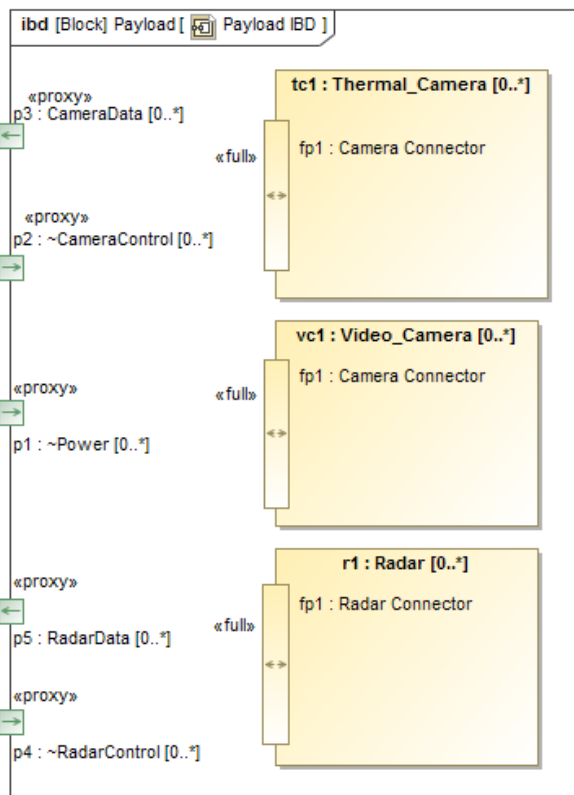 ibd [Block] Payload [ Payload IBD ]
«proxy»
p3 : CameraData [0..*]
«proxy»
p2 : ~CameraControl [0..*]
«proxy»
p1 : ~Power [0..*]
«proxy»
p5 : RadarData [0..*]
«proxy»
p4 : ~RadarControl [0..*]
tc1 : Thermal_Camera [0..*]
«full»
fp1 : Camera Connector
vc1 : Video_Camera [0..*]
«full»
fp1 : Camera Connector
r1 : Radar [0..*]
«full»
fp1 : Radar Connector